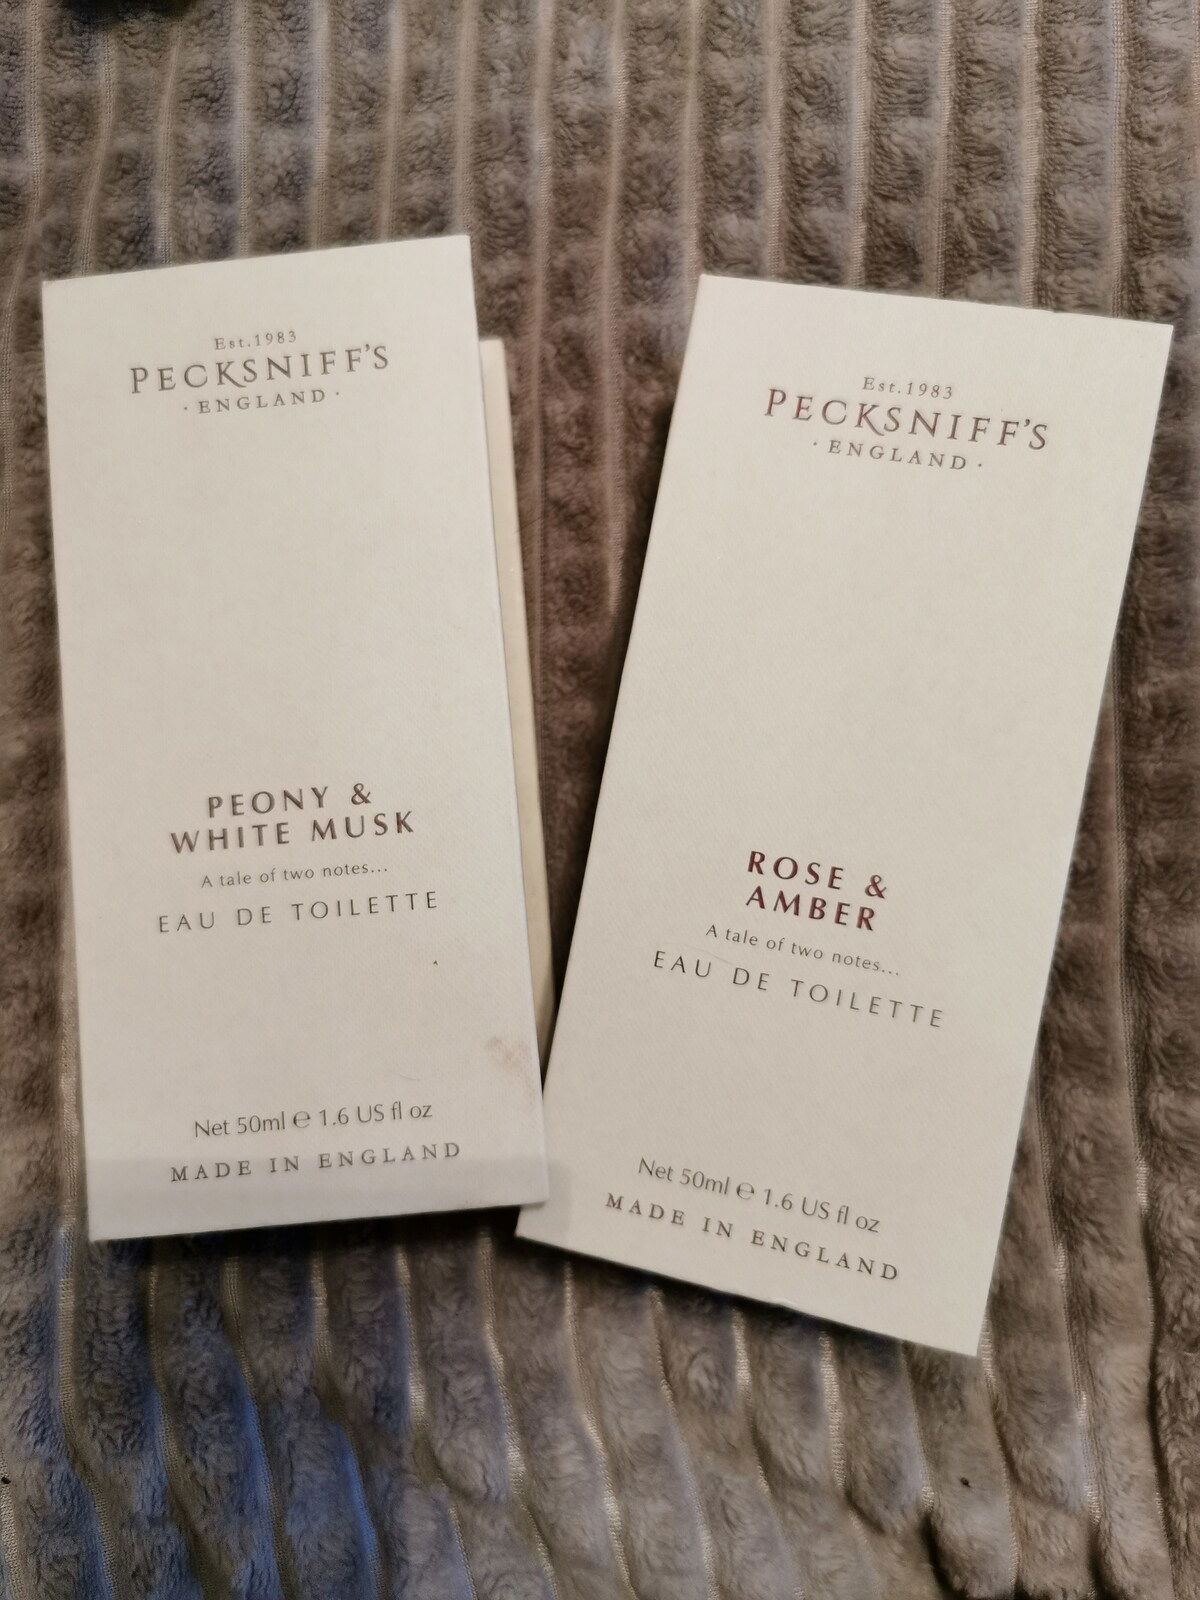 Est.1983
PECKSNIFF'S
· ENGLAND ·
PEONY &
WHITE MUSK
A tale of two notes...
EAU DE TOILETTE
Net 50ml ℮ 1.6 US fl oz
MADE IN ENGLAND
Est.1983
PECKSNIFF'S
· ENGLAND ·
ROSE &
AMBER
A tale of two notes...
EAU DE TOILETTE
Net 50ml ℮ 1.6 US fl oz
MADE IN ENGLAND